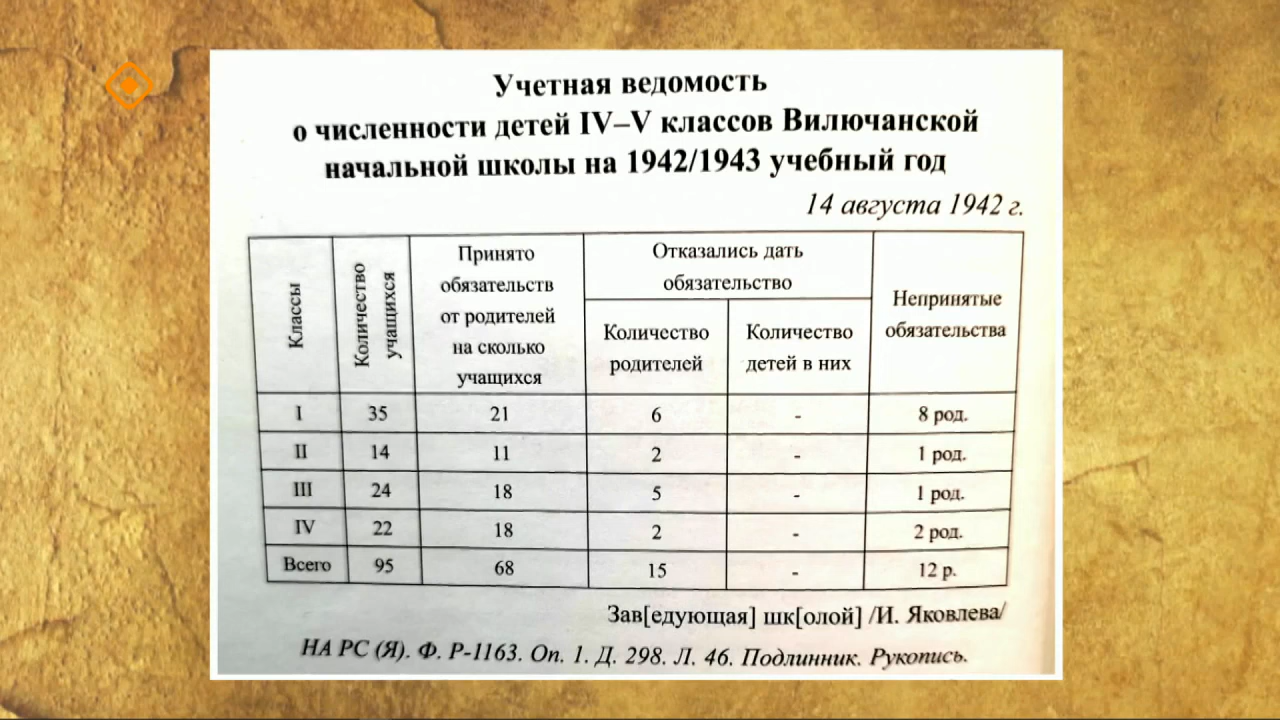 Учетная ведомость
о численности детей IV–V классов Вилючанской
начальной школы на 1942/1943 учебный год
14 августа 1942 г.
Классы
Количество
учащихся
Принято
обязательств
от родителей
на сколько
учащихся
Отказались дать
обязательство
Количество
родителей
Количество
детей в них
Непринятые
обязательства
I 35 21 6 - 8 род.
II 14 11 2 - 1 род.
III 24 18 5 - 1 род.
IV 22 18 2 - 2 род.
Всего 95 68 15 - 12 р.
Зав[едующая] шк[олой] /И. Яковлева/
НА РС (Я). Ф. Р-1163. Оп. 1. Д. 298. Л. 46. Подлинник. Рукопись.